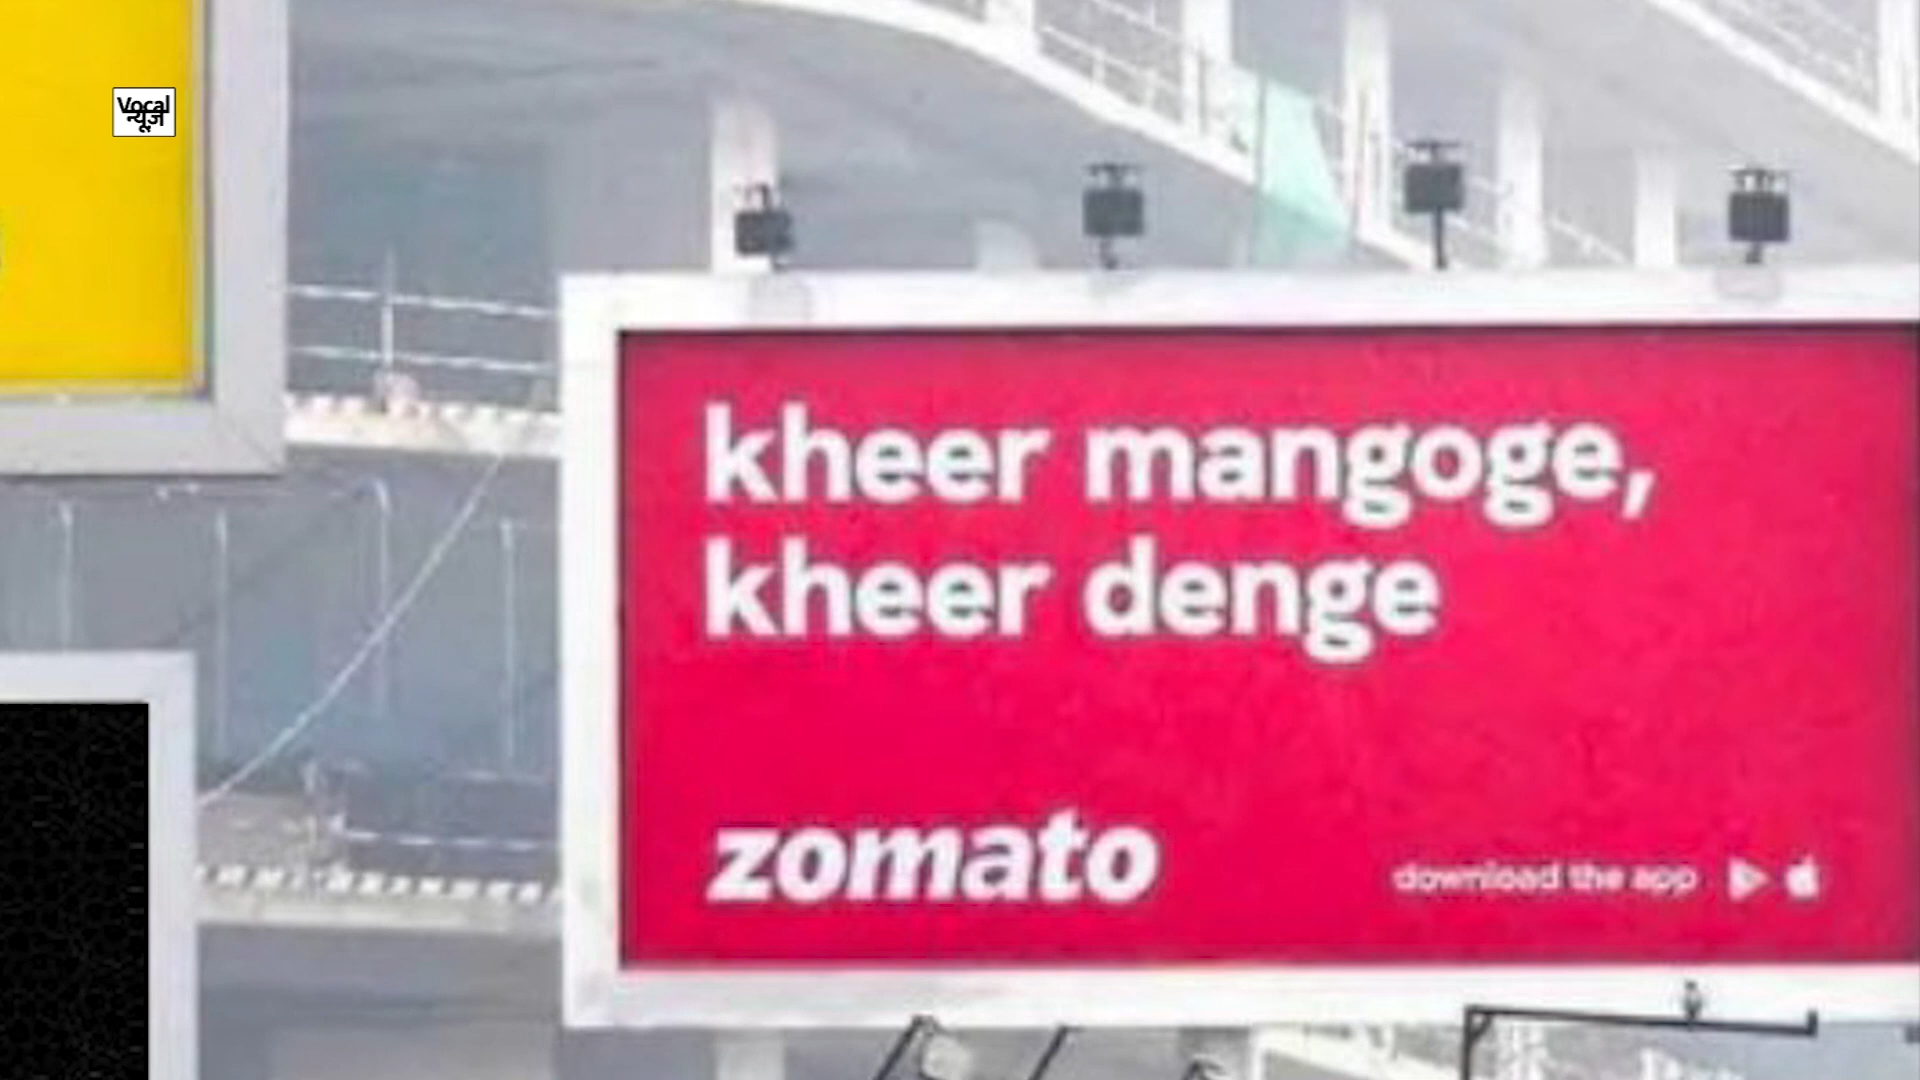 Vocal
न्यूज़
kheer mangoge,
kheer denge
zomato
download the app